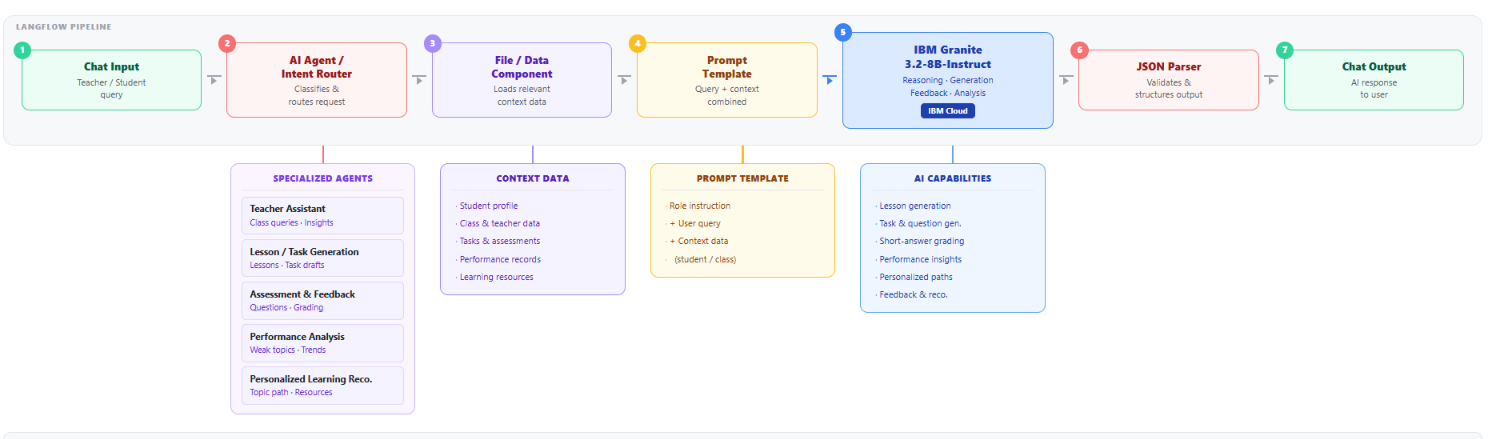 LANGFLOW PIPELINE
1
Chat Input
Teacher / Student
query
2
AI Agent /
Intent Router
Classifies &
routes request
3
File / Data
Component
Loads relevant
context data
4
Prompt
Template
Query + context
combined
5
IBM Granite
3.2-8B-Instruct
Reasoning · Generation
Feedback · Analysis
IBM Cloud
6
JSON Parser
Validates &
structures output
7
Chat Output
AI response
to user
SPECIALIZED AGENTS
Teacher Assistant
Class queries · Insights
Lesson / Task Generation
Lessons · Task drafts
Assessment & Feedback
Questions · Grading
Performance Analysis
Weak topics · Trends
Personalized Learning Reco.
Topic path · Resources
CONTEXT DATA
· Student profile
· Class & teacher data
· Tasks & assessments
· Performance records
· Learning resources
PROMPT TEMPLATE
· Role instruction
· + User query
· + Context data
· (student / class)
AI CAPABILITIES
· Lesson generation
· Task & question gen.
· Short-answer grading
· Performance insights
· Personalized paths
· Feedback & reco.